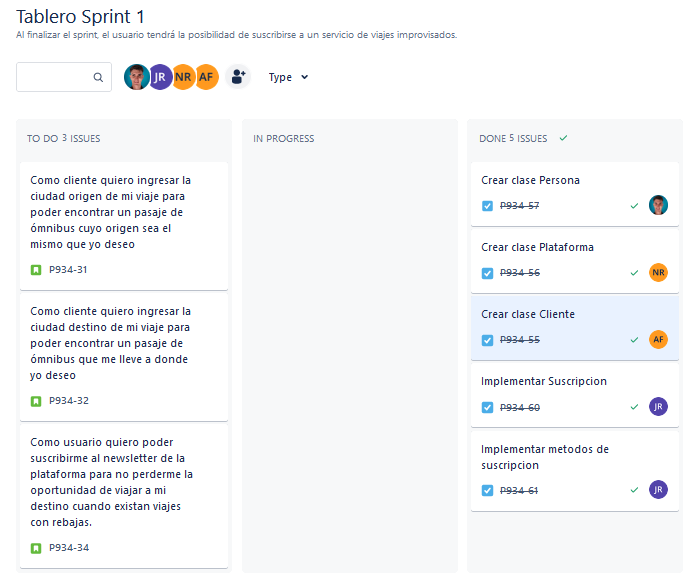 Tablero Sprint 1
Al finalizar el sprint, el usuario tendrá la posibilidad de suscribirse a un servicio de viajes improvisados.
JR
NR
AF
Type
TO DO 3 ISSUES
Como cliente quiero ingresar la
ciudad origen de mi viaje para
poder encontrar un pasaje de
ómnibus cuyo origen sea el
mismo que yo deseo
P934-31
Como cliente quiero ingresar la
ciudad destino de mi viaje para
poder encontrar un pasaje de
ómnibus que me lleve a donde
yo deseo
P934-32
Como usuario quiero poder
suscribirme al newsletter de la
plataforma para no perderme la
oportunidad de viajar a mi
destino cuando existan viajes
con rebajas.
P934-34
IN PROGRESS
DONE 5 ISSUES
Crear clase Persona
P934-57
Crear clase Plataforma
P934-56
NR
Crear clase Cliente
P934-55
AF
Implementar Suscripcion
P934-60
JR
Implementar metodos de
suscripcion
P934-61
JR